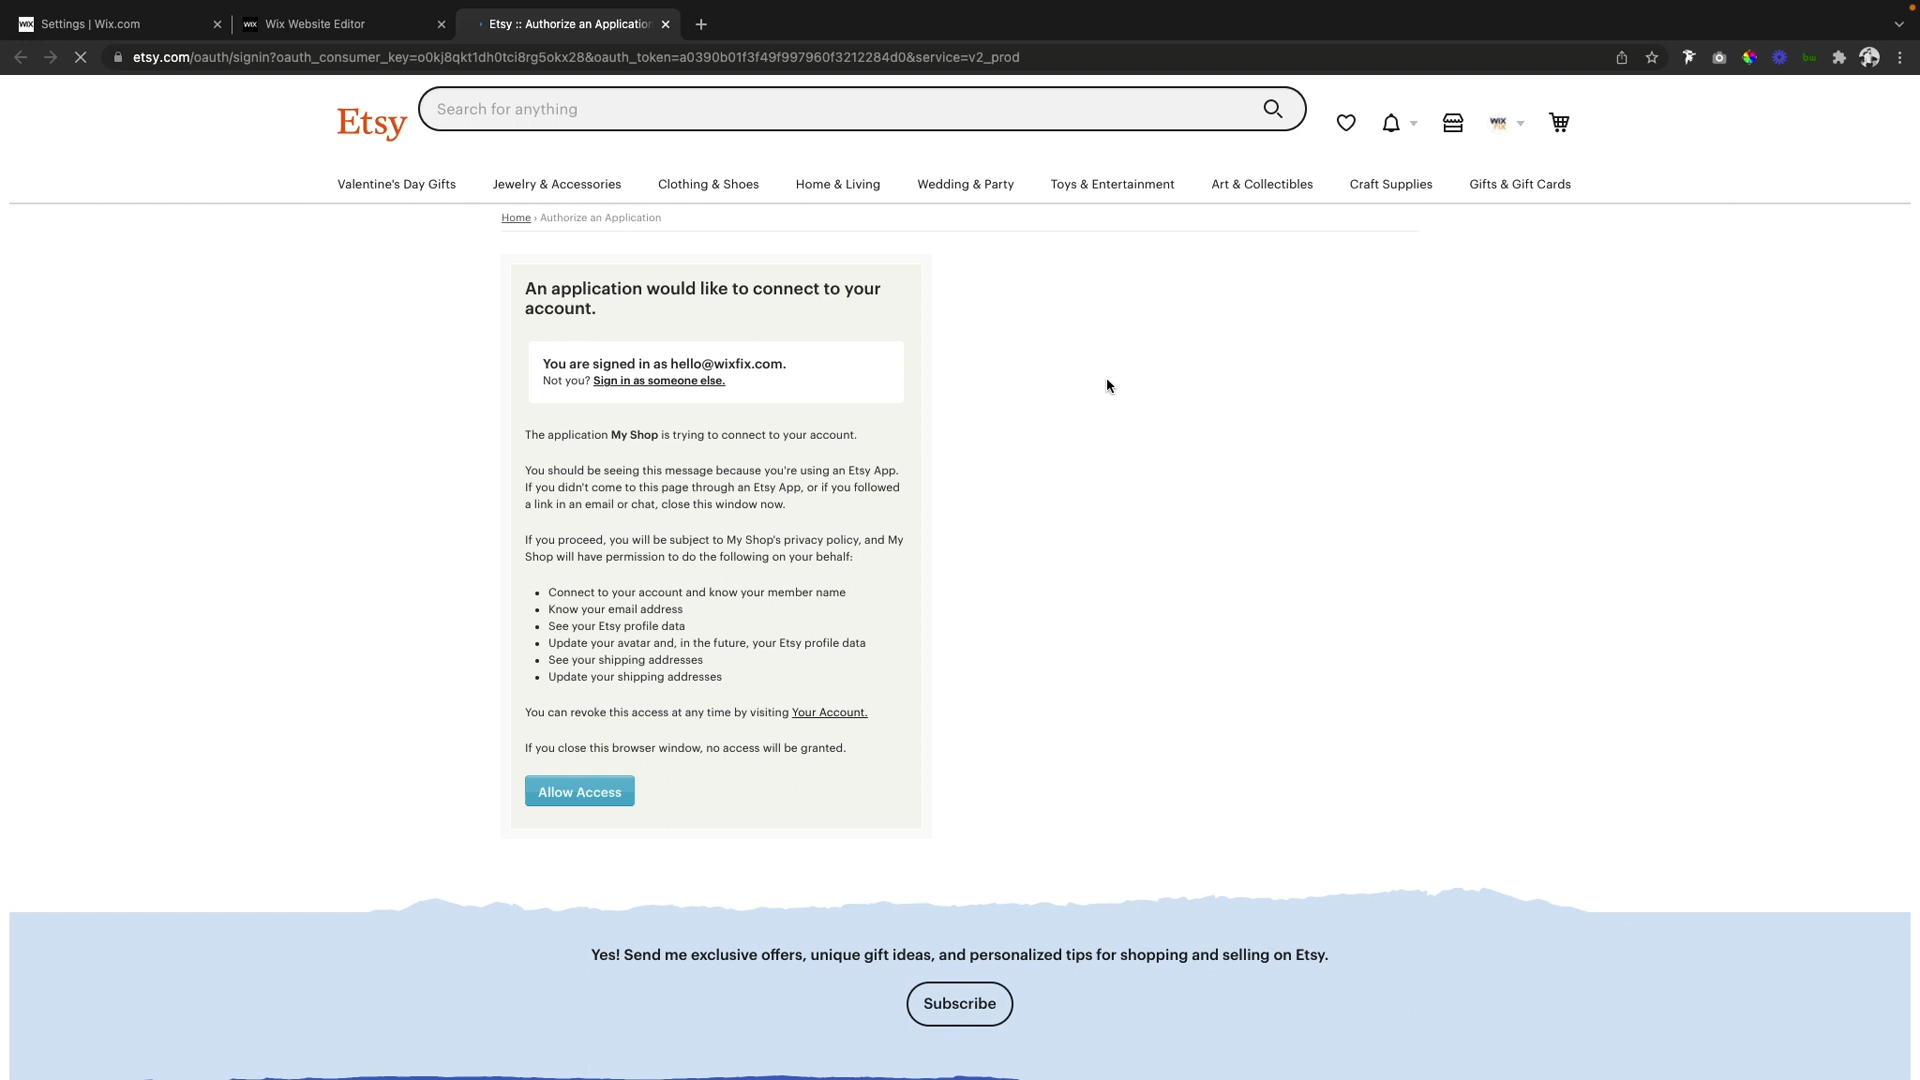 WIX Settings | Wix.com
WIX Wix Website Editor
Etsy :: Authorize an Application
etsy.com/oauth/signin?oauth_consumer_key=o0kj8qkt1dh0tci8rg5okx28&oauth_token=a0390b01f3f49f997960f3212284d0&service=v2_prod
bw
Etsy
Search for anything
WIX
FIX
Valentine's Day Gifts
Jewelry & Accessories
Clothing & Shoes
Home & Living
Wedding & Party
Toys & Entertainment
Art & Collectibles
Craft Supplies
Gifts & Gift Cards
Home › Authorize an Application
An application would like to connect to your
account.
You are signed in as hello@wixfix.com.
Not you? Sign in as someone else.
The application My Shop is trying to connect to your account.
You should be seeing this message because you're using an Etsy App.
If you didn't come to this page through an Etsy App, or if you followed
a link in an email or chat, close this window now.
If you proceed, you will be subject to My Shop's privacy policy, and My
Shop will have permission to do the following on your behalf:
• Connect to your account and know your member name
• Know your email address
• See your Etsy profile data
• Update your avatar and, in the future, your Etsy profile data
• See your shipping addresses
• Update your shipping addresses
You can revoke this access at any time by visiting Your Account.
If you close this browser window, no access will be granted.
Allow Access
Yes! Send me exclusive offers, unique gift ideas, and personalized tips for shopping and selling on Etsy.
Subscribe